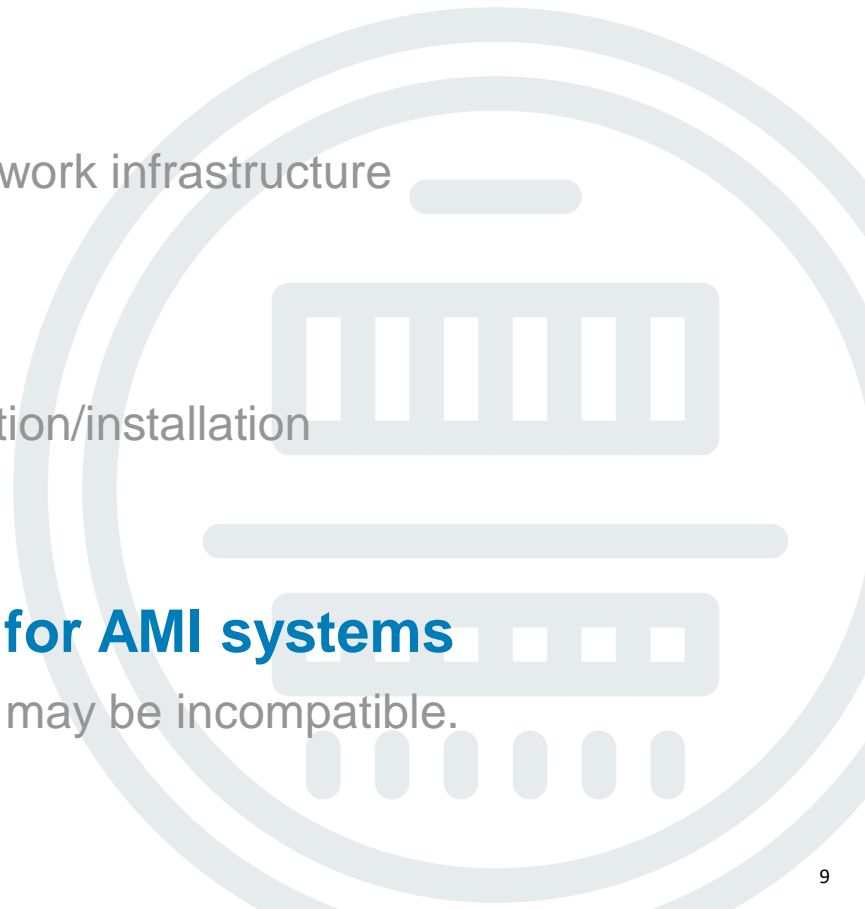 work infrastructure
tion/installation
for AMI systems
may be incompatible.
9